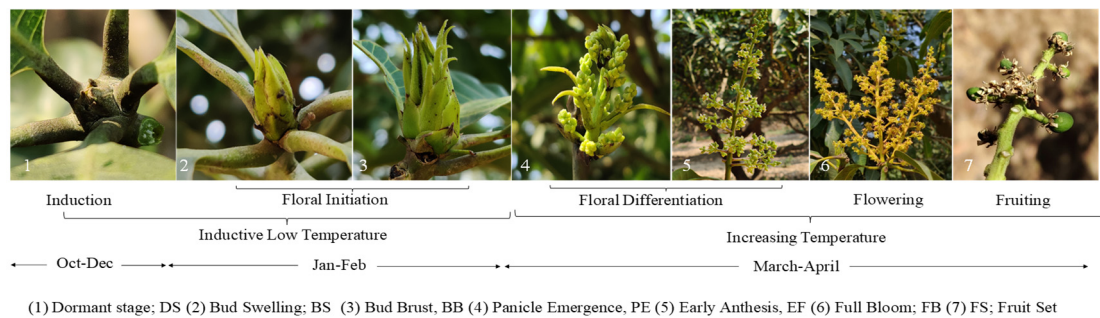 1 2 3 4 5 6 7
Induction Floral Initiation Floral Differentiation Flowering Fruiting
Inductive Low Temperature Increasing Temperature
Oct-Dec Jan-Feb March-April
(1) Dormant stage; DS (2) Bud Swelling; BS (3) Bud Brust, BB (4) Panicle Emergence, PE (5) Early Anthesis, EF (6) Full Bloom; FB (7) FS; Fruit Set